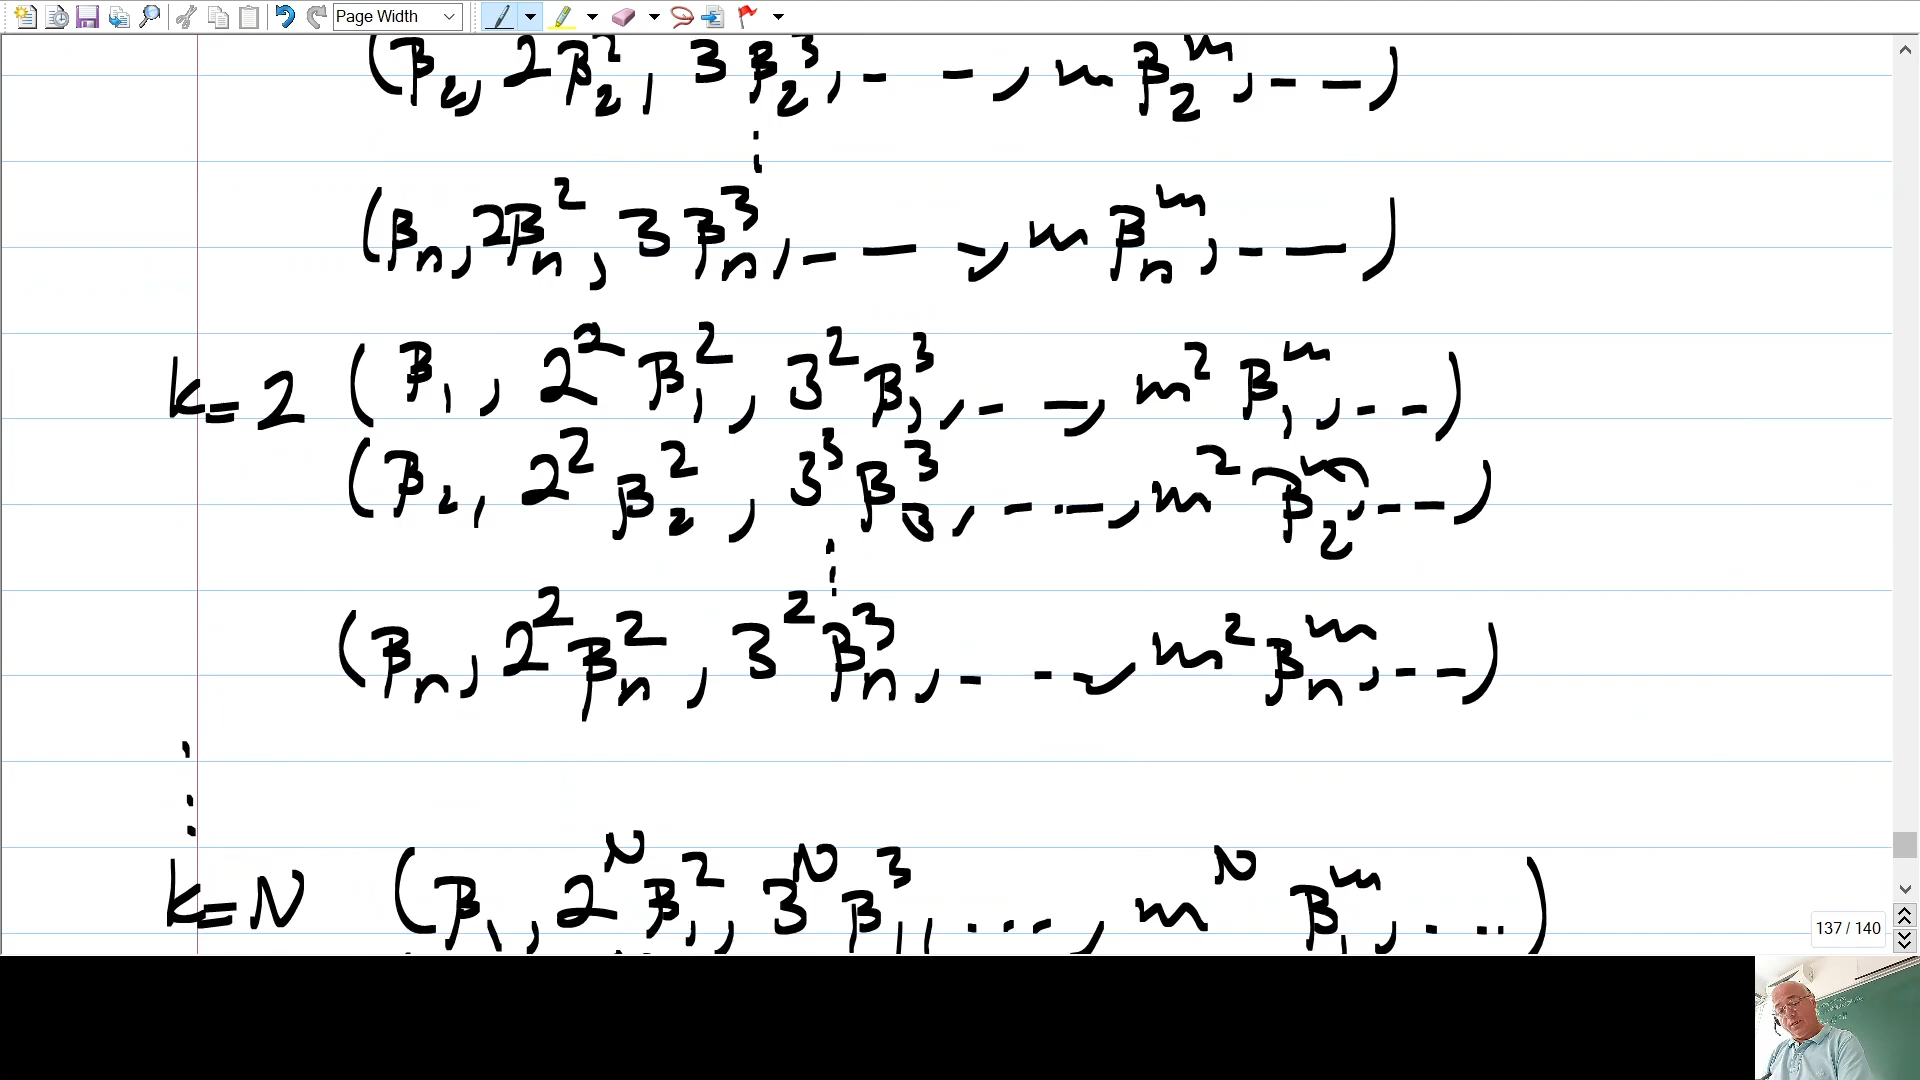 Page Width
(β₂, 2β₂², 3β₂³, - - -, mβ₂ᵐ, - -)
⋮
(βₙ, 2βₙ², 3βₙ³, - - -, mβₙᵐ, - -)
k=2 (β₁, 2²β₁², 3²β₁³, - -, m²β₁ᵐ, - -)
(β₂, 2²β₂², 3³β₃³, - - -, m²β₂ᵐ, - -)
⋮
(βₙ, 2²βₙ², 3²βₙ³, - - -, m²βₙᵐ, - -)
⋮
k=N (β₁, 2ᴺβ₁², 3ᴺβ₁³, ..., mᴺβ₁ᵐ, ...)
137 / 140